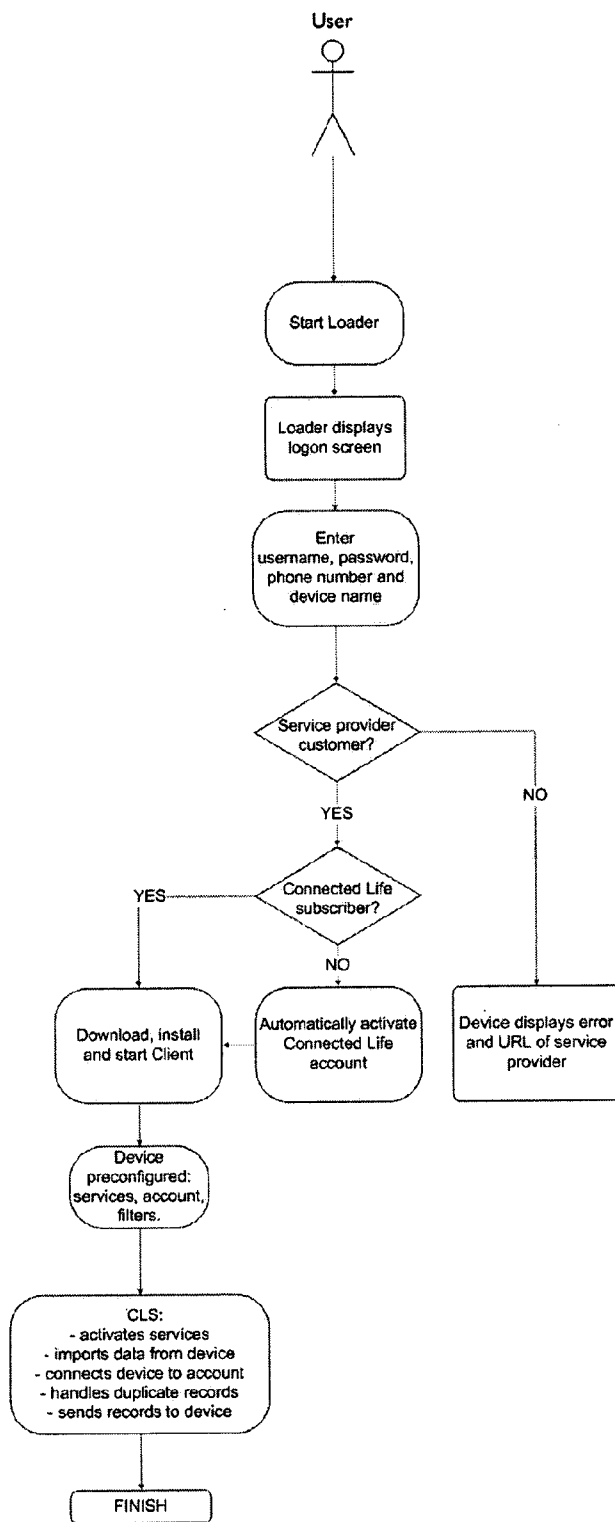 User
Start Loader
Loader displays
logon screen
Enter
username, password,
phone number and
device name
Service provider
customer?
NO
YES
Connected Life
subscriber?
YES
NO
Download, install
and start Client
Automatically activate
Connected Life
account
Device displays error
and URL of service
provider
Device
preconfigured:
services, account,
filters.
CLS:
- activates services
- imports data from device
- connects device to account
- handles duplicate records
- sends records to device
FINISH